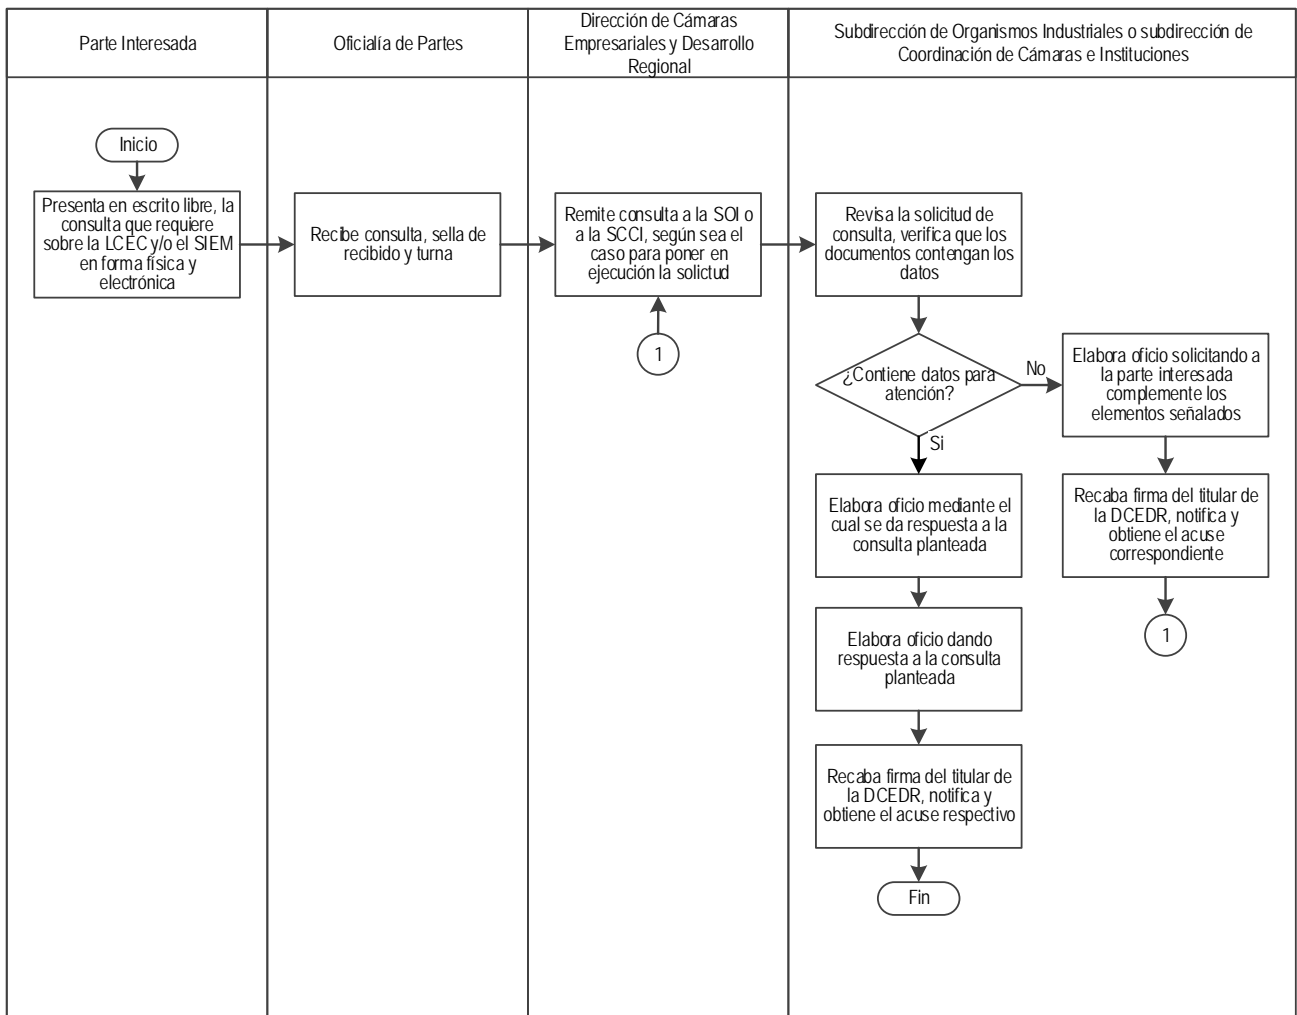 Parte Interesada
Oficialía de Partes
Dirección de Cámaras
Empresariales y Desarrollo
Regional
Subdirección de Organismos Industriales o subdirección de
Coordinación de Cámaras e Instituciones
Inicio
Presenta en escrito libre, la
consulta que requiere
sobre la LCEC y/o el SIEM
en forma física y
electrónica
Recibe consulta, sella de
recibido y turna
Remite consulta a la SOI o
a la SCCI, según sea el
caso para poner en
ejecución la solictud
1
Revisa la solicitud de
consulta, verifica que los
documentos contengan los
datos
¿Contiene datos para
atención?
No
Elabora oficio solicitando a
la parte interesada
complemente los
elementos señalados
Si
Elabora oficio mediante el
cual se da respuesta a la
consulta planteada
Recaba firma del titular de
la DCEDR, notifica y
obtiene el acuse
correspondiente
1
Elabora oficio dando
respuesta a la consulta
planteada
Recaba firma del titular de
la DCEDR, notifica y
obtiene el acuse respectivo
Fin